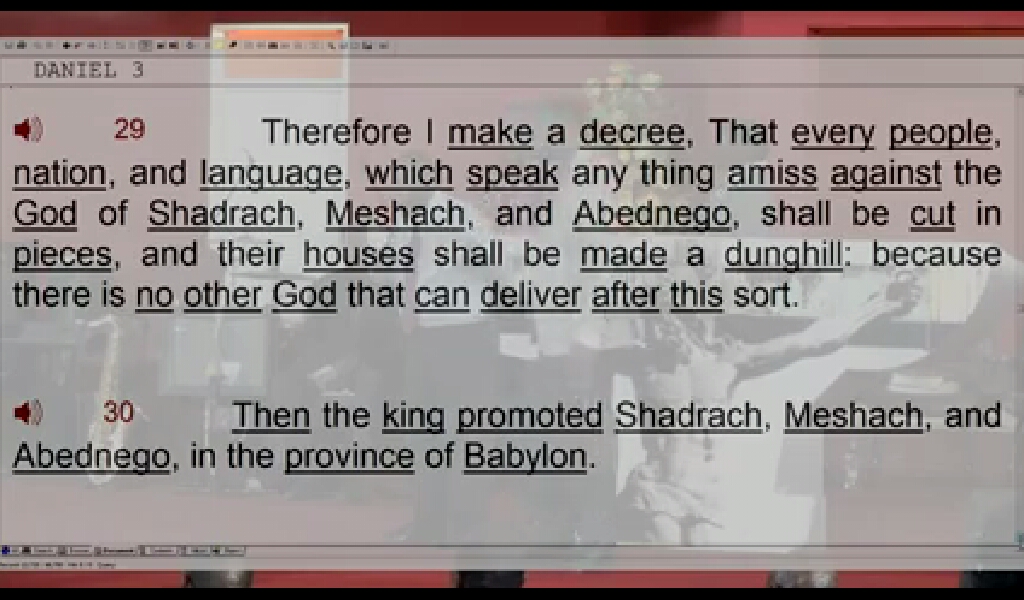 DANIEL 3
29 Therefore I make a decree, That every people,
nation, and language, which speak any thing amiss against the
God of Shadrach, Meshach, and Abednego, shall be cut in
pieces, and their houses shall be made a dunghill: because
there is no other God that can deliver after this sort.
30 Then the king promoted Shadrach, Meshach, and
Abednego, in the province of Babylon.